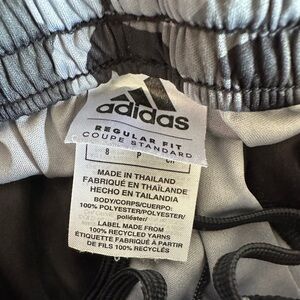 adidas
REGULAR FIT
COUPE STANDARD
8 P
MADE IN THAILAND
FABRIQUÉ EN THAÏLANDE
HECHO EN TAILANDIA
BODY/CORPS/CUERPO:
100% POLYESTER/POLYESTER/
poliéster/
LABEL MADE FROM
100% RECYCLED YARNS
ÉTIQUETTE FABRIQUÉE À PARTIR
DE FILS 100% RECYCLÉS